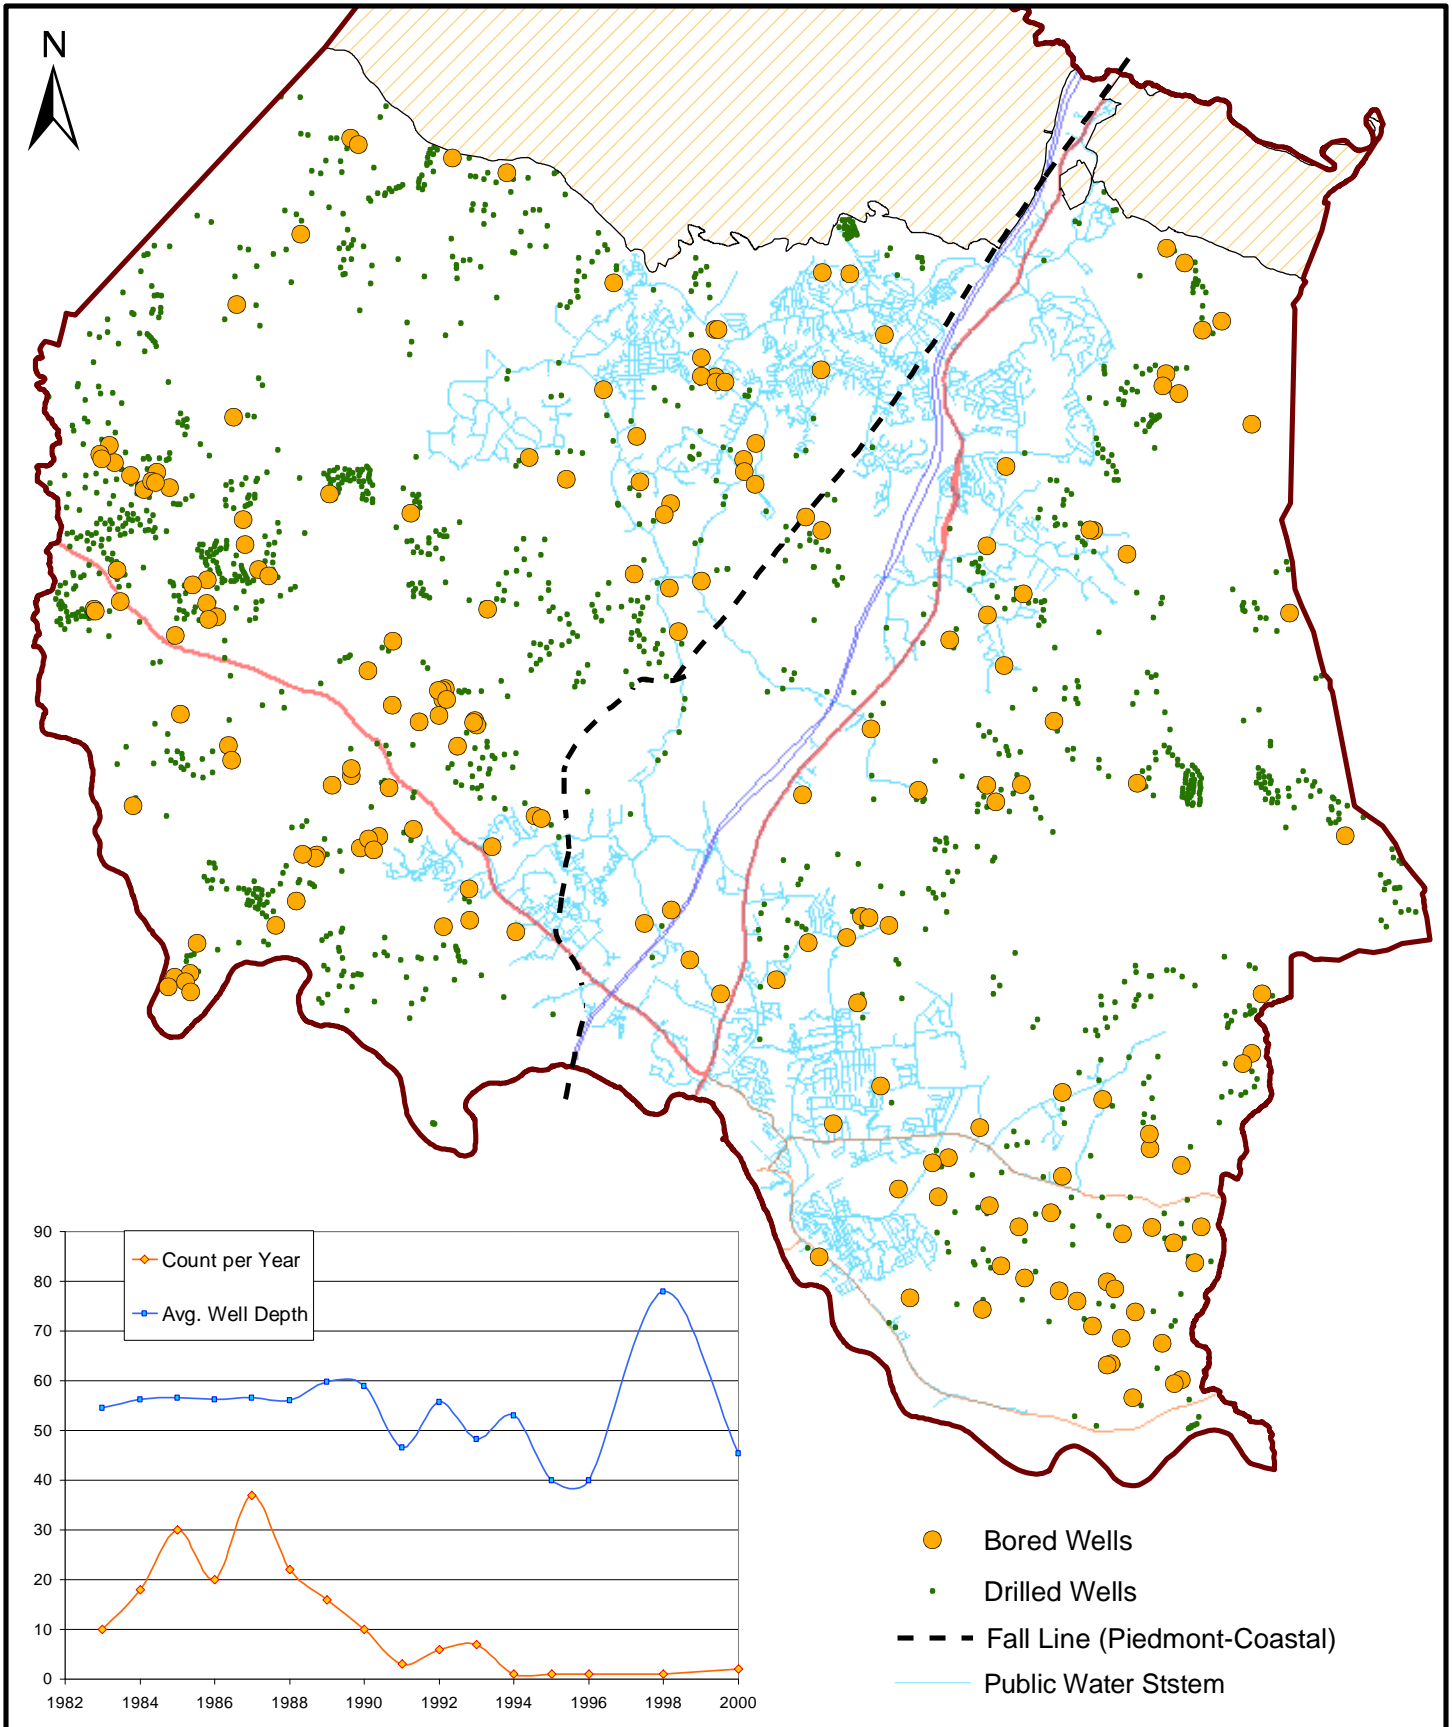 N
90
80
70
60
50
40
30
20
10
0
Count per Year
Avg. Well Depth
1982 1984 1986 1988 1990 1992 1994 1996 1998 2000
Bored Wells
Drilled Wells
Fall Line (Piedmont-Coastal)
Public Water Ststem